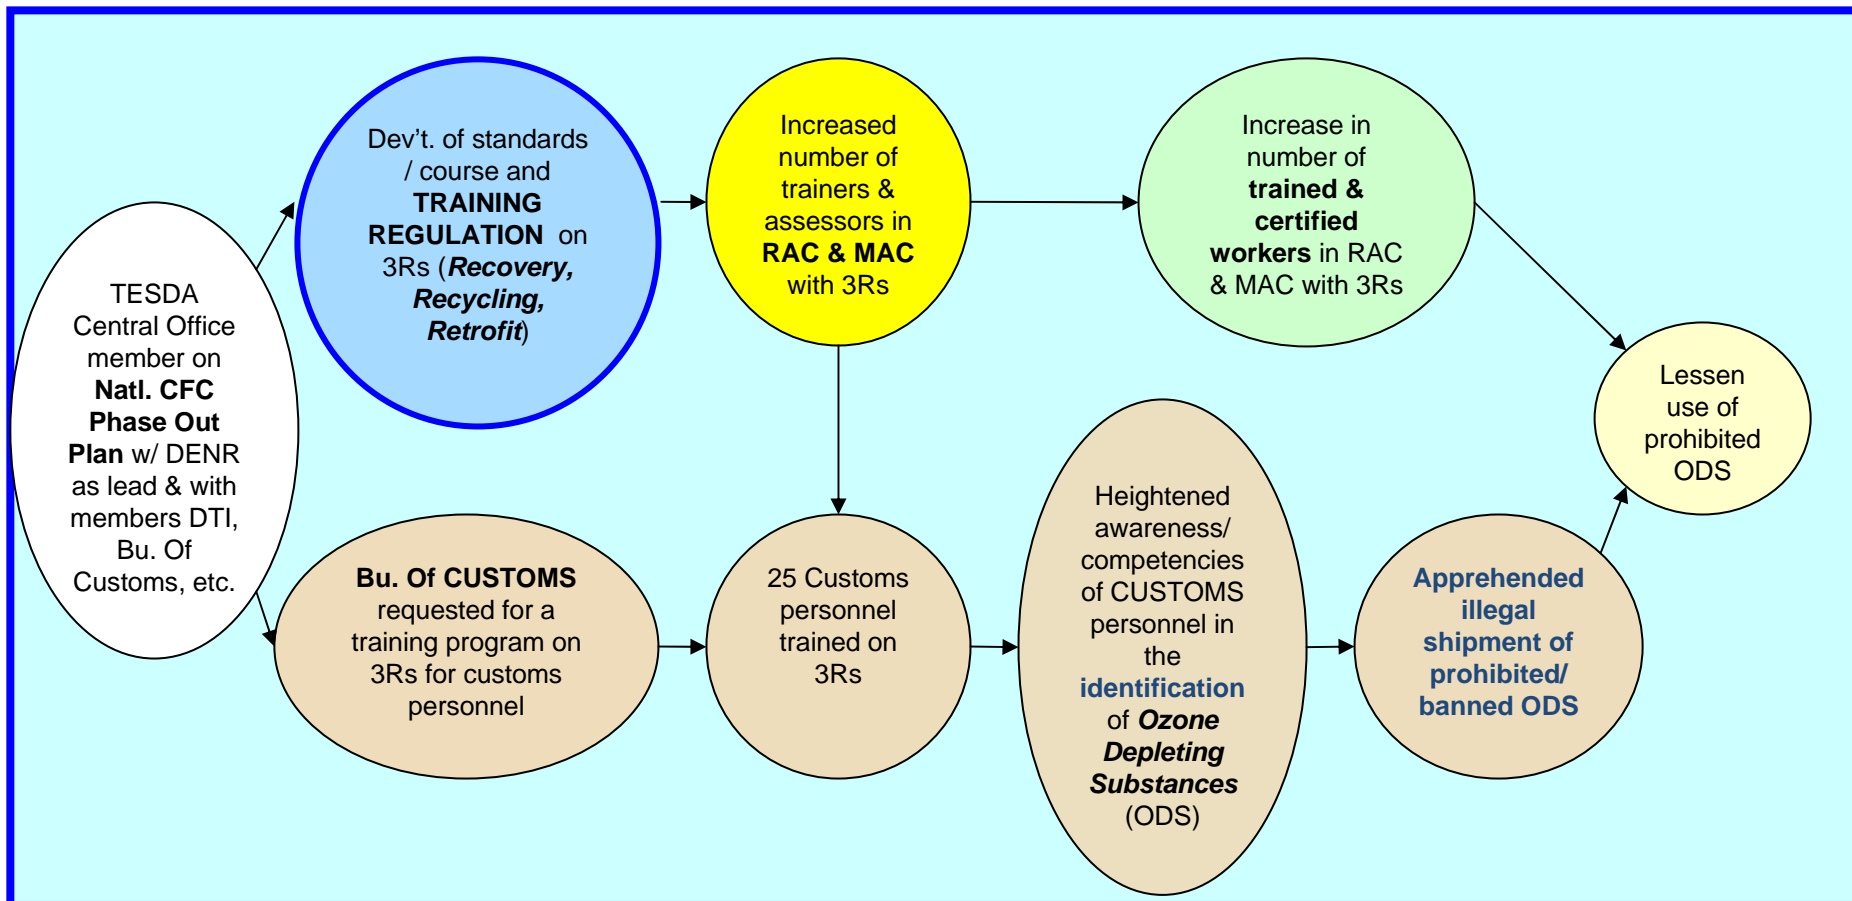 TESDA
Central Office
member on
Natl. CFC
Phase Out
Plan w/ DENR
as lead & with
members DTI,
Bu. Of
Customs, etc.
Dev’t. of standards
/ course and
TRAINING
REGULATION on
3Rs (Recovery,
Recycling,
Retrofit)
Increased
number of
trainers &
assessors in
RAC & MAC
with 3Rs
Increase in
number of
trained &
certified
workers in RAC
& MAC with 3Rs
Lessen
use of
prohibited
ODS
Bu. Of CUSTOMS
requested for a
training program on
3Rs for customs
personnel
25 Customs
personnel
trained on
3Rs
Heightened
awareness/
competencies
of CUSTOMS
personnel in
the
identification
of Ozone
Depleting
Substances
(ODS)
Apprehended
illegal
shipment of
prohibited/
banned ODS